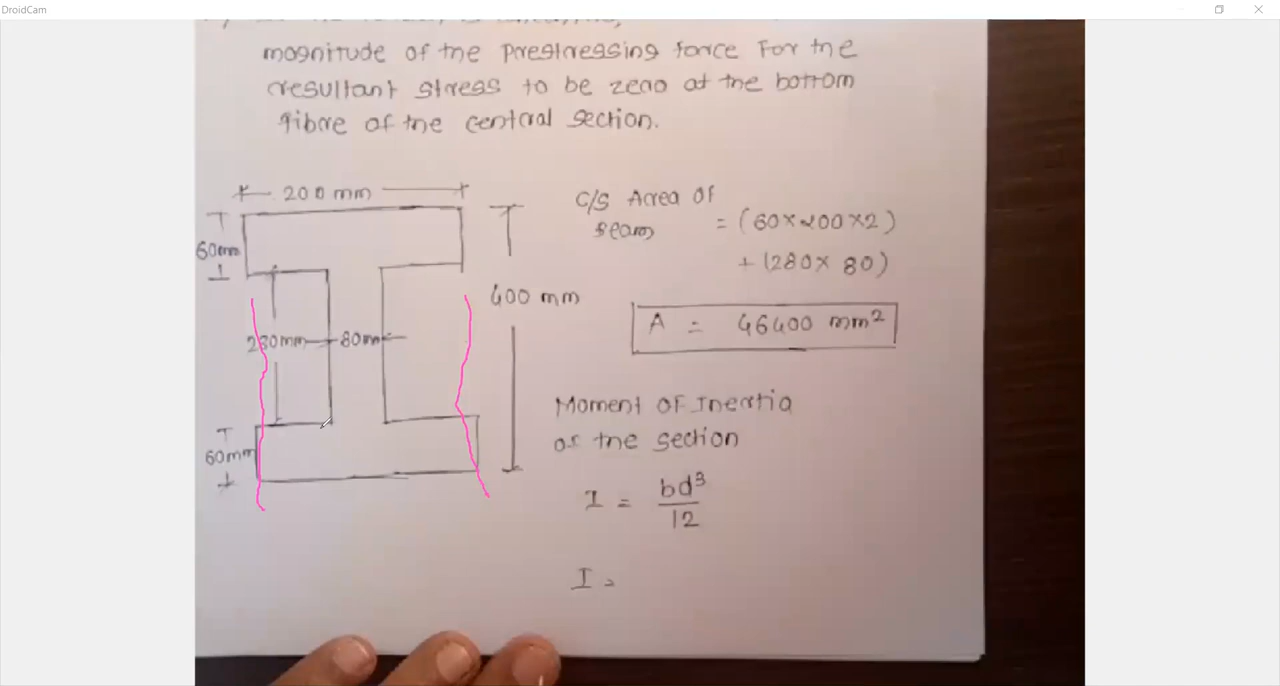 DroidCam
magnitude of the prestressing force For the
resultant stress to be zero at the bottom
fibre of the central section.
200 mm
C/S Area of
Beam
= (60×200×2)
+ (280× 80)
60mm
400 mm
A = 46400 mm²
280mm
80mm
Moment of Inertia
of the section
60mm
I = bd³
12
I =